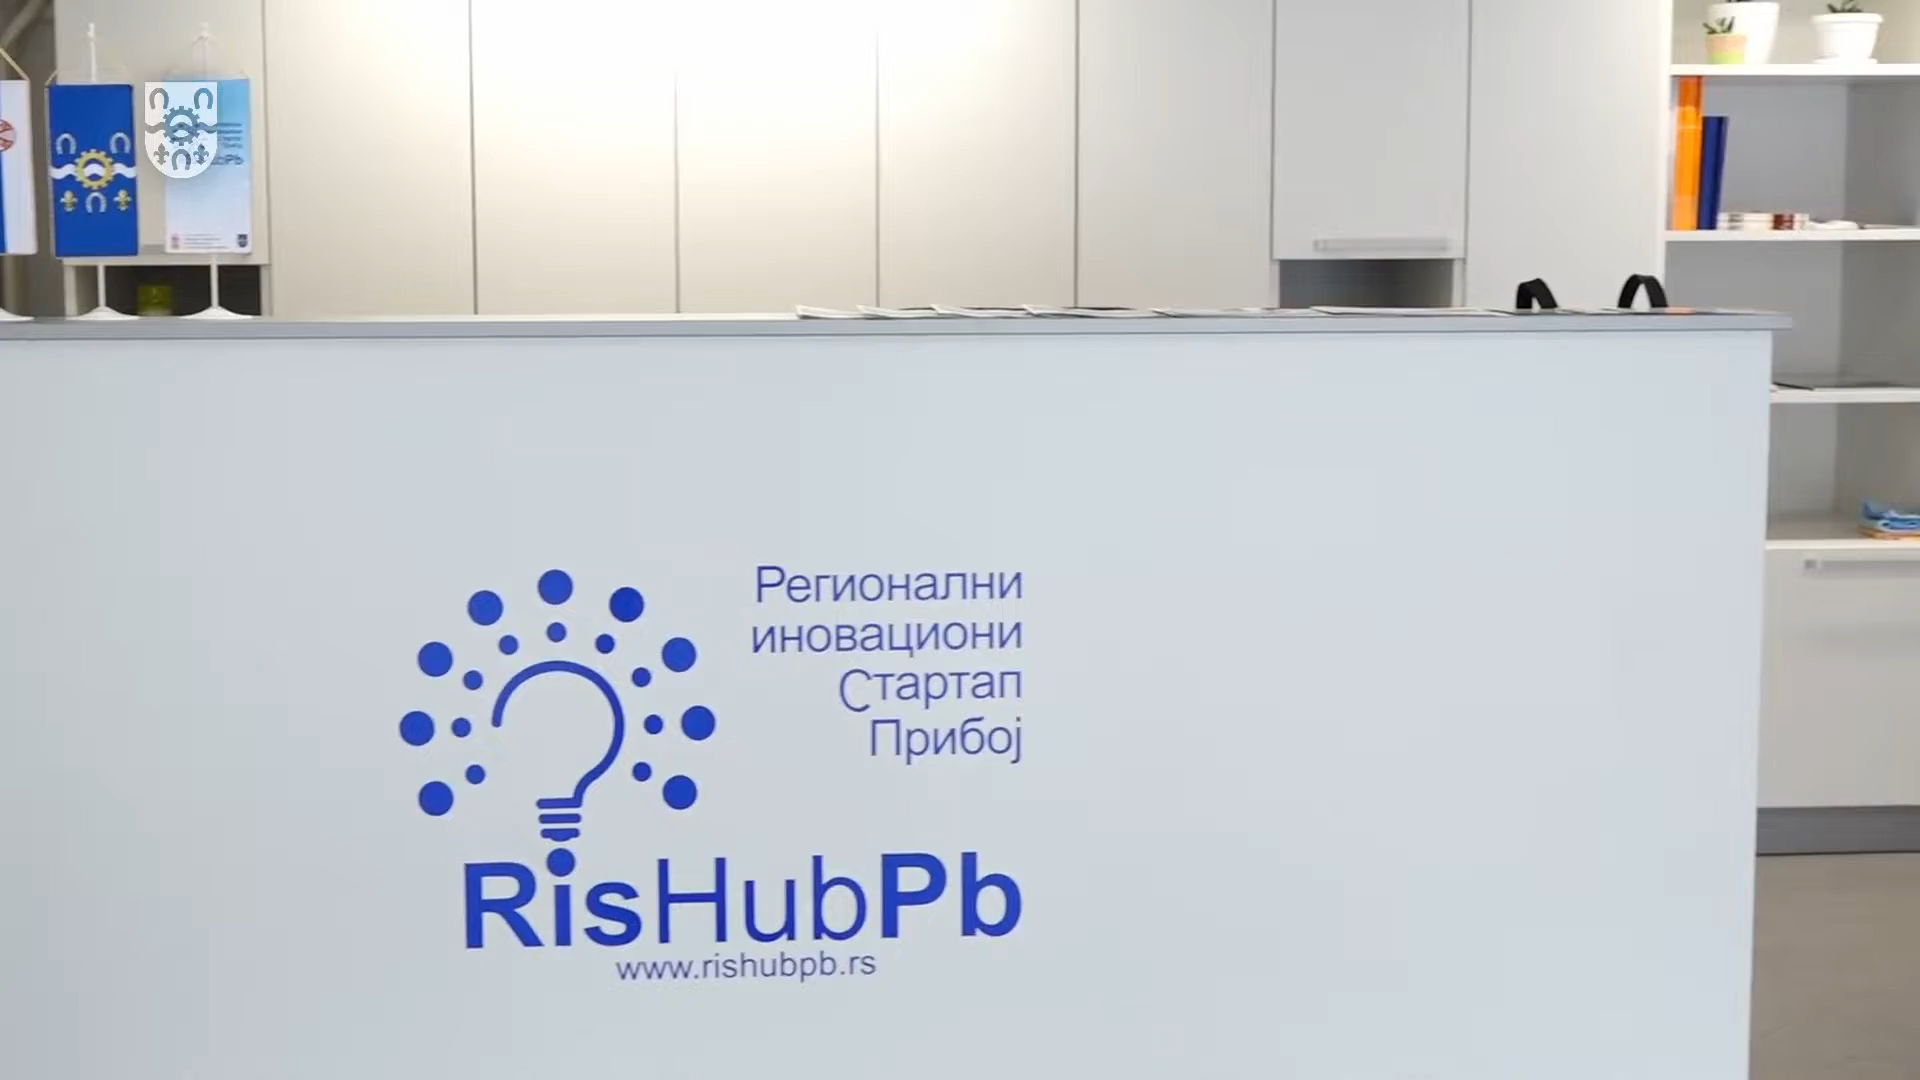 Регионални
иновациони
Стартап
Прибој
RisHubPb
www.rishubpb.rs